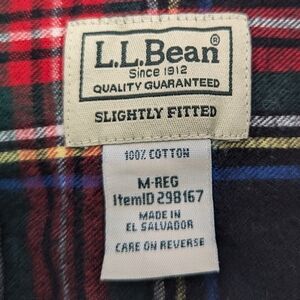 L.L.Bean®
Since 1912
QUALITY GUARANTEED
SLIGHTLY FITTED
100% COTTON
M-REG
ItemID 298167
MADE IN
EL SALVADOR
CARE ON REVERSE